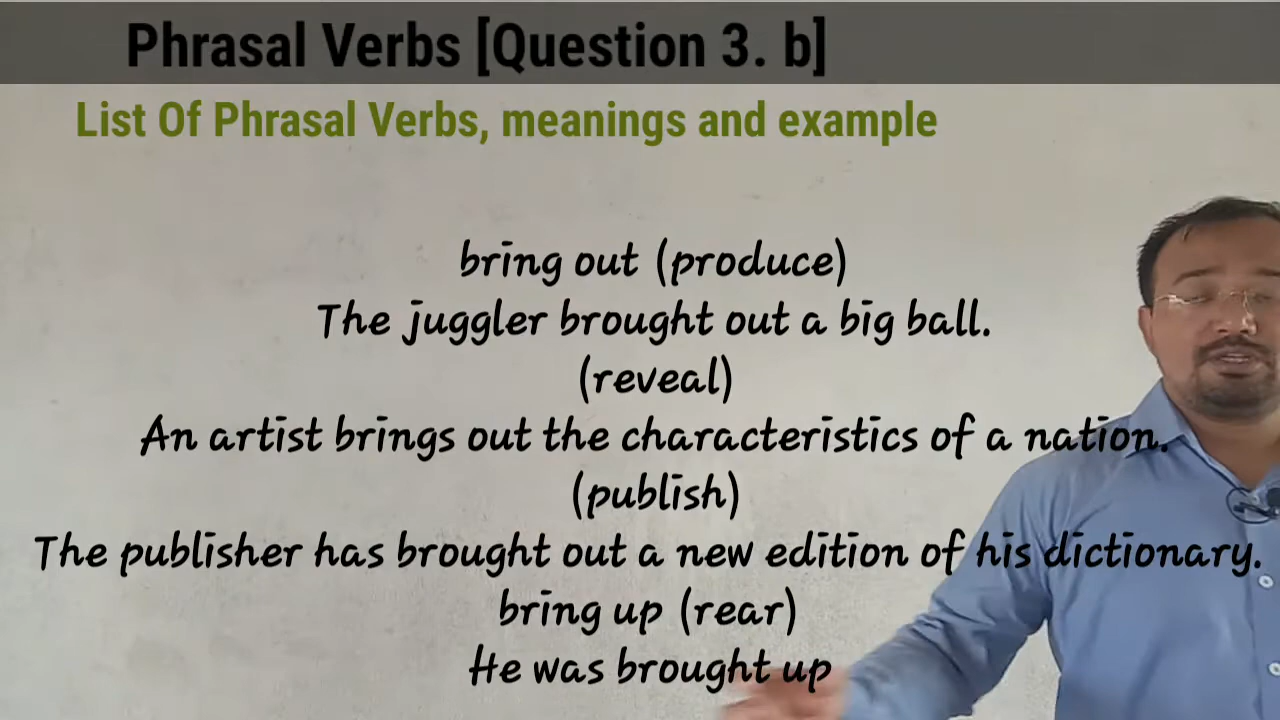 Phrasal Verbs [Question 3. b]
List Of Phrasal Verbs, meanings and example
bring out (produce)
The juggler brought out a big ball.
(reveal)
An artist brings out the characteristics of a nation.
(publish)
The publisher has brought out a new edition of his dictionary.
bring up (rear)
He was brought up